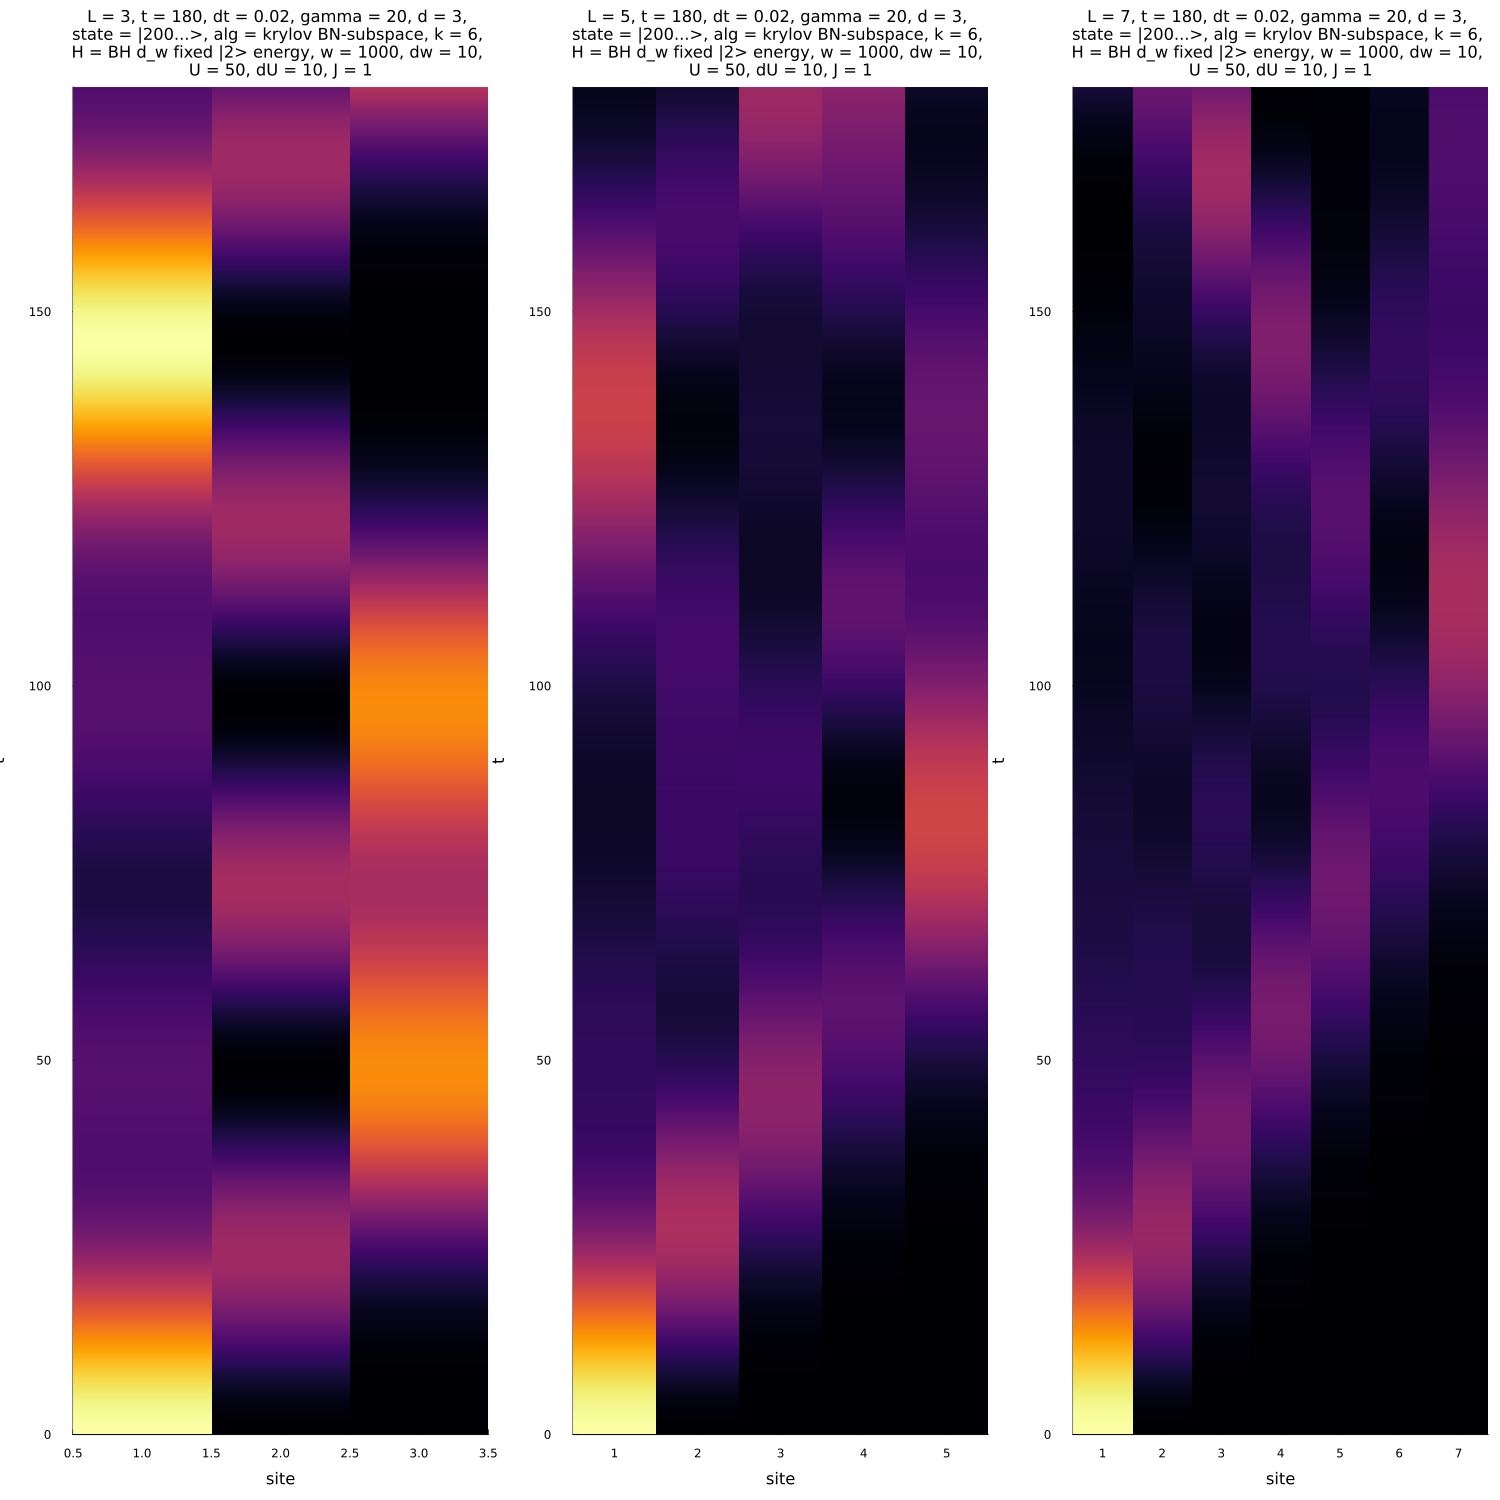 L = 3, t = 180, dt = 0.02, gamma = 20, d = 3,
state = |200...>, alg = krylov BN-subspace, k = 6,
H = BH d_w fixed |2> energy, w = 1000, dw = 10,
U = 50, dU = 10, J = 1
150
100
50
0
t
0.5 1.0 1.5 2.0 2.5 3.0 3.5
site
L = 5, t = 180, dt = 0.02, gamma = 20, d = 3,
state = |200...>, alg = krylov BN-subspace, k = 6,
H = BH d_w fixed |2> energy, w = 1000, dw = 10,
U = 50, dU = 10, J = 1
150
100
50
0
t
1 2 3 4 5
site
L = 7, t = 180, dt = 0.02, gamma = 20, d = 3,
state = |200...>, alg = krylov BN-subspace, k = 6,
H = BH d_w fixed |2> energy, w = 1000, dw = 10,
U = 50, dU = 10, J = 1
150
100
50
0
t
1 2 3 4 5 6 7
site